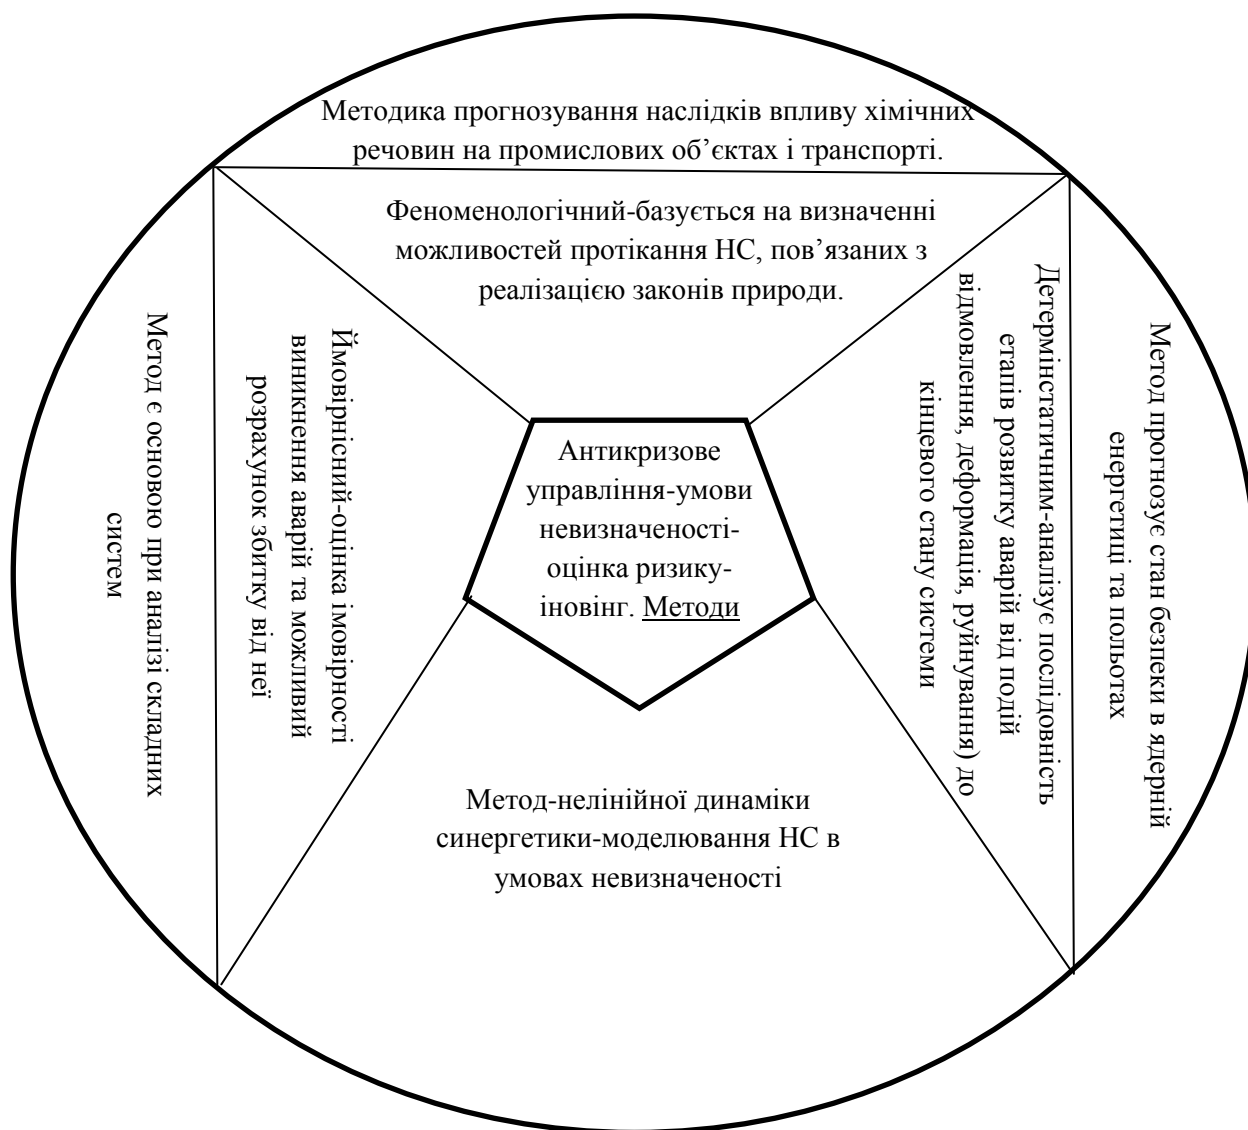 Методика прогнозування наслідків впливу хімічних
речовин на промислових об’єктах і транспорті.
Феноменологічний-базується на визначенні
можливостей протікання НС, пов’язаних з
реалізацією законів природи.
Метод є основою при аналізі складних
систем
Ймовірнісний-оцінка імовірності
виникнення аварій та можливий
розрахунок збитку від неї
Антикризове
управління-умови
невизначеності-
оцінка ризику-
іновінг. Методи
Детерміністатичним-аналізує послідовність
етапів розвитку аварій від подій
відмовлення, деформація, руйнування) до
кінцевого стану системи
Метод прогнозує стан безпеки в ядерній
енергетиці та польотах
Метод-нелінійної динаміки
синергетики-моделювання НС в
умовах невизначеності